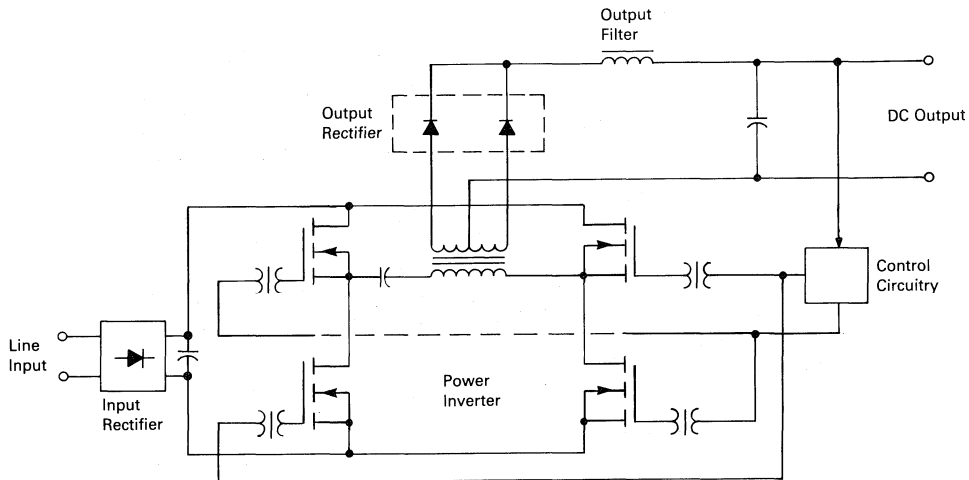 Output
Filter
Output
Rectifier
DC Output
Control
Circuitry
Line
Input
Power
Inverter
Input
Rectifier